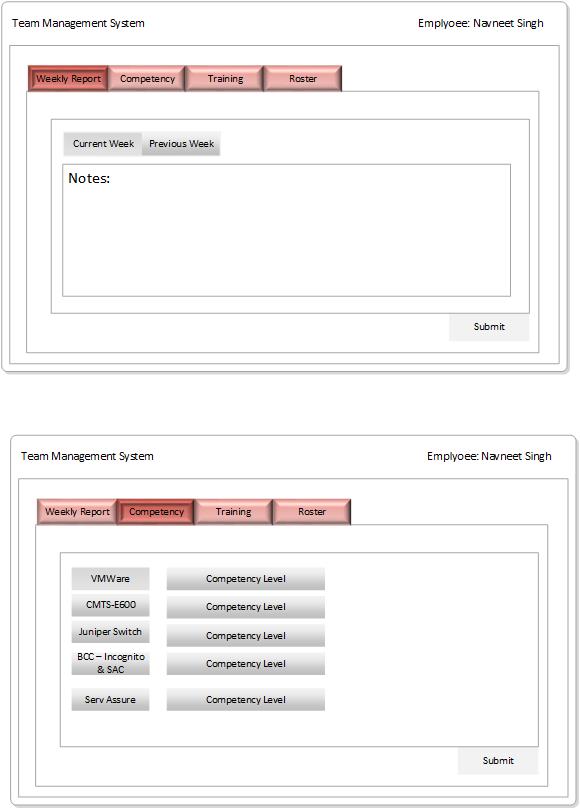 Team Management System Emplyoee: Navneet Singh
Weekly Report Competency Training Roster
Current Week Previous Week
Notes:
Submit
Team Management System Emplyoee: Navneet Singh
Weekly Report Competency Training Roster
VMWare Competency Level
CMTS-E600 Competency Level
Juniper Switch Competency Level
BCC – Incognito
& SAC Competency Level
Serv Assure Competency Level
Submit